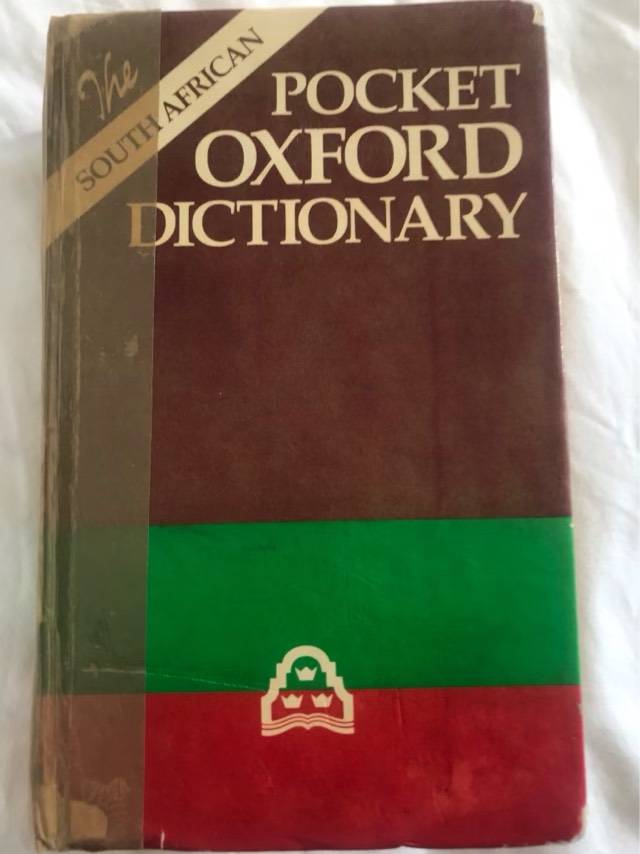 The
SOUTH AFRICAN
POCKET
OXFORD
DICTIONARY